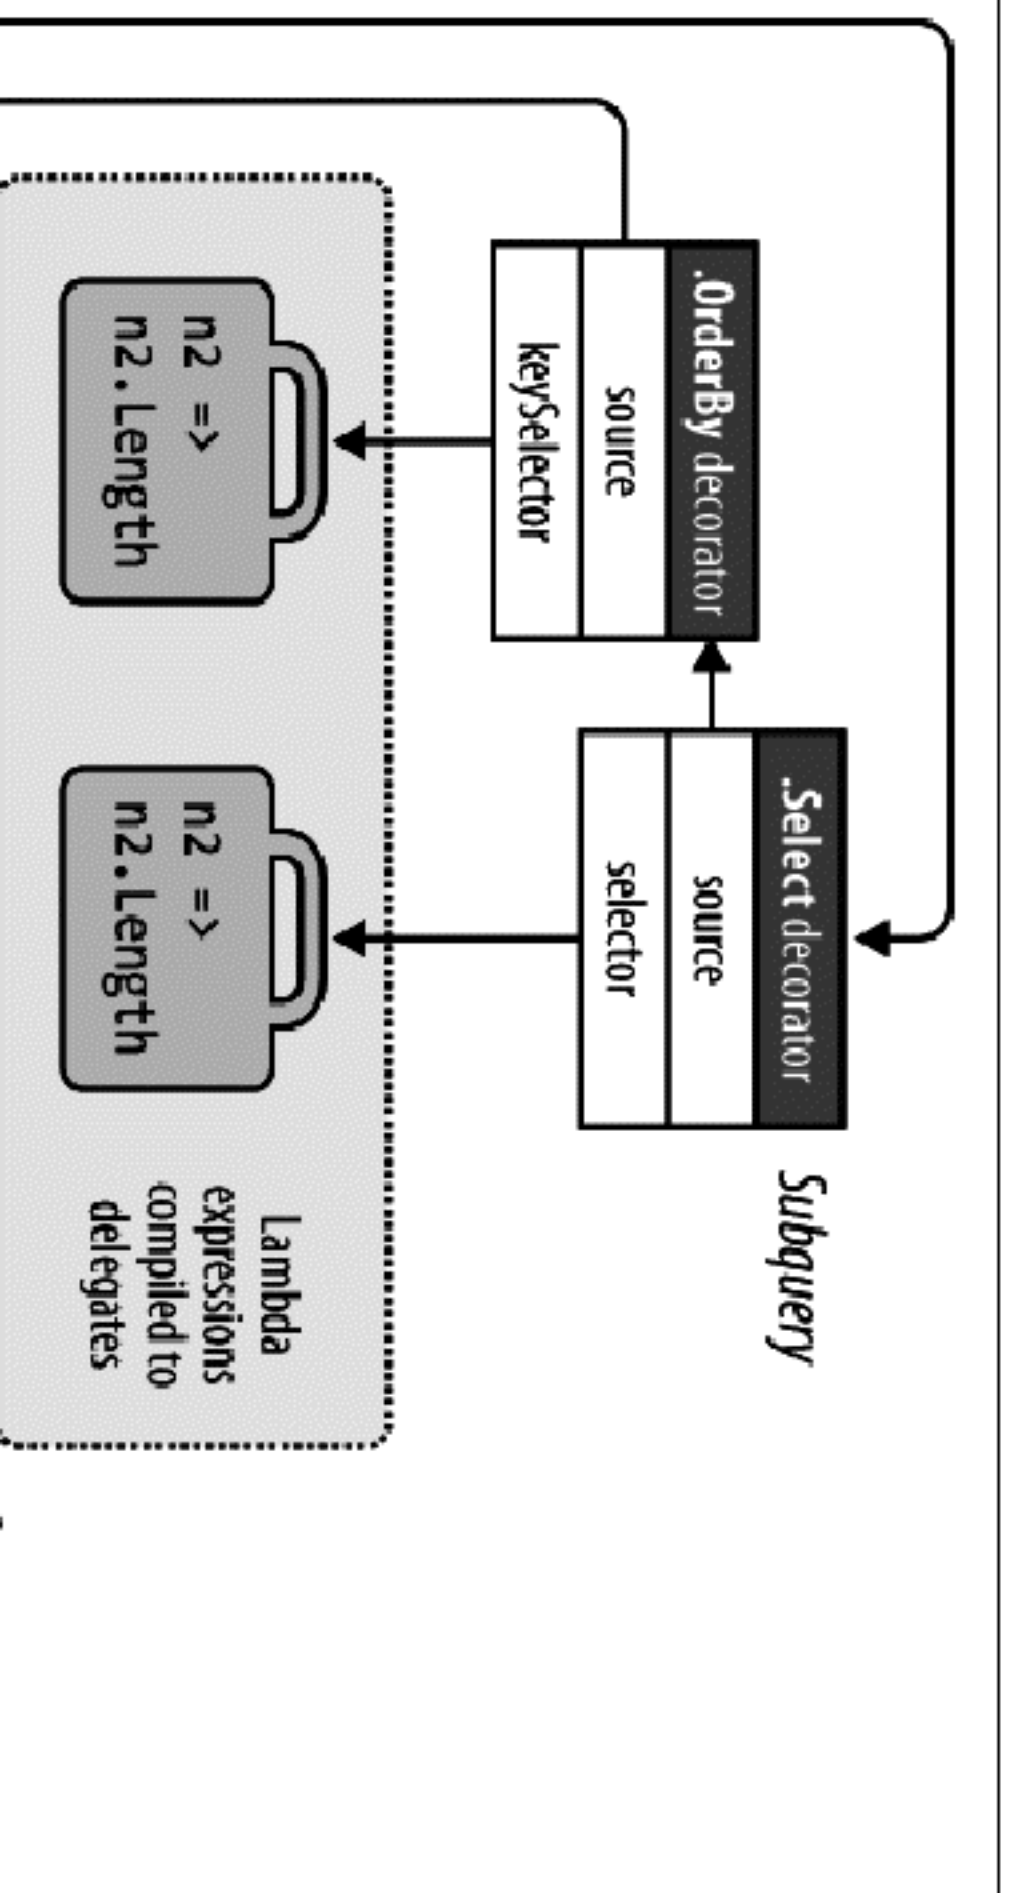 Subquery
.OrderBy decorator
source
keySelector
.Select decorator
source
selector
n2 =>
n2.Length
n2 =>
n2.Length
Lambda
expressions
compiled to
delegates